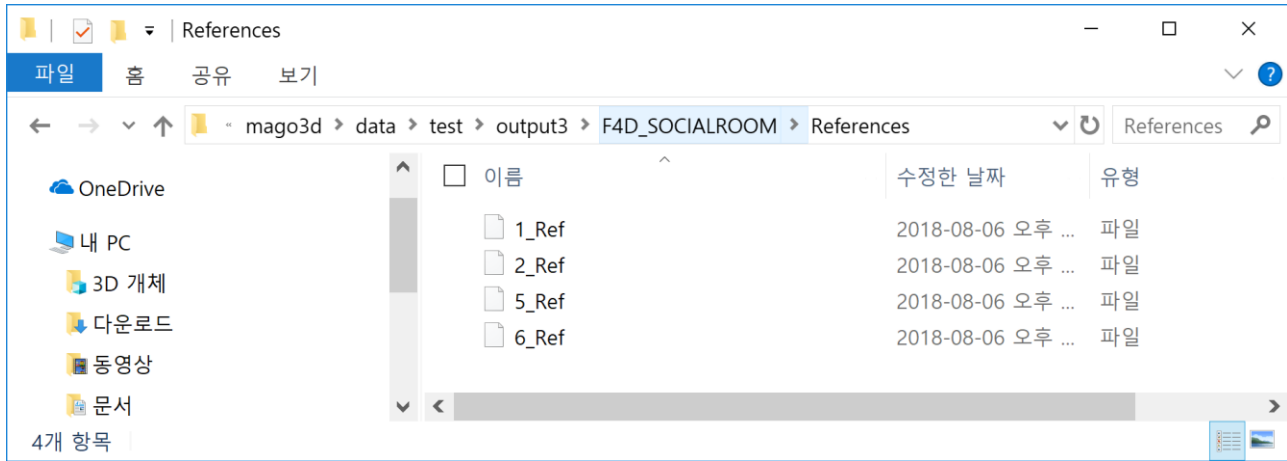 References
파일 홈 공유 보기
« mago3d > data > test > output3 > F4D_SOCIALROOM > References References
이름 수정한 날짜 유형
OneDrive
내 PC
3D 개체
다운로드
동영상
문서
1_Ref 2018-08-06 오후 ... 파일
2_Ref 2018-08-06 오후 ... 파일
5_Ref 2018-08-06 오후 ... 파일
6_Ref 2018-08-06 오후 ... 파일
4개 항목